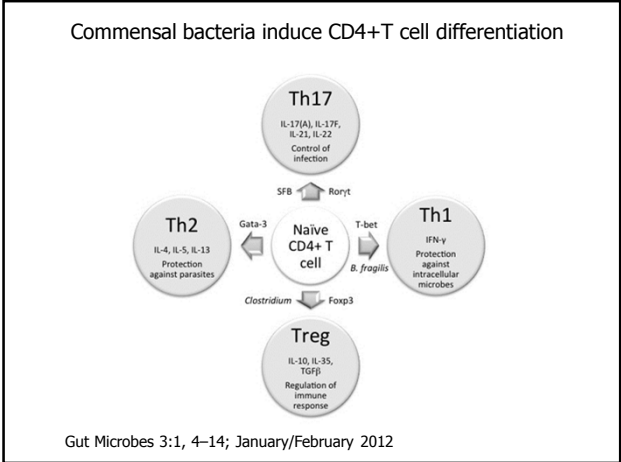 Commensal bacteria induce CD4+T cell differentiation
Th17
IL-17(A), IL-17F,
IL-21, IL-22
Control of
infection
SFB
Rorγt
Th2
IL-4, IL-5, IL-13
Protection
against parasites
Gata-3
Naïve
CD4+ T
cell
T-bet
B. fragilis
Th1
IFN-γ
Protection
against
intracellular
microbes
Clostridium
Foxp3
Treg
IL-10, IL-35,
TGFβ
Regulation of
immune
response
Gut Microbes 3:1, 4–14; January/February 2012